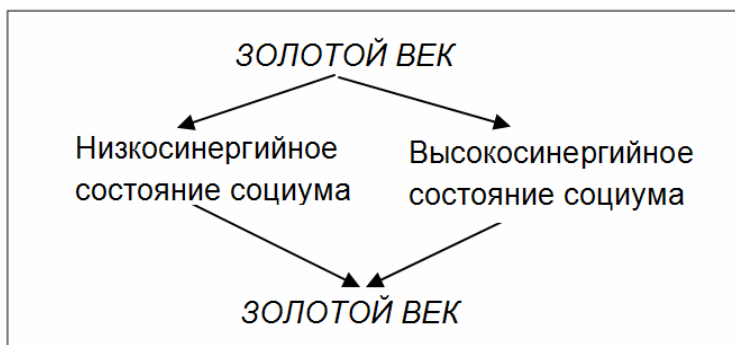 ЗОЛОТОЙ ВЕК
Низкосинергийное
состояние социума
Высокосинергийное
состояние социума
ЗОЛОТОЙ ВЕК